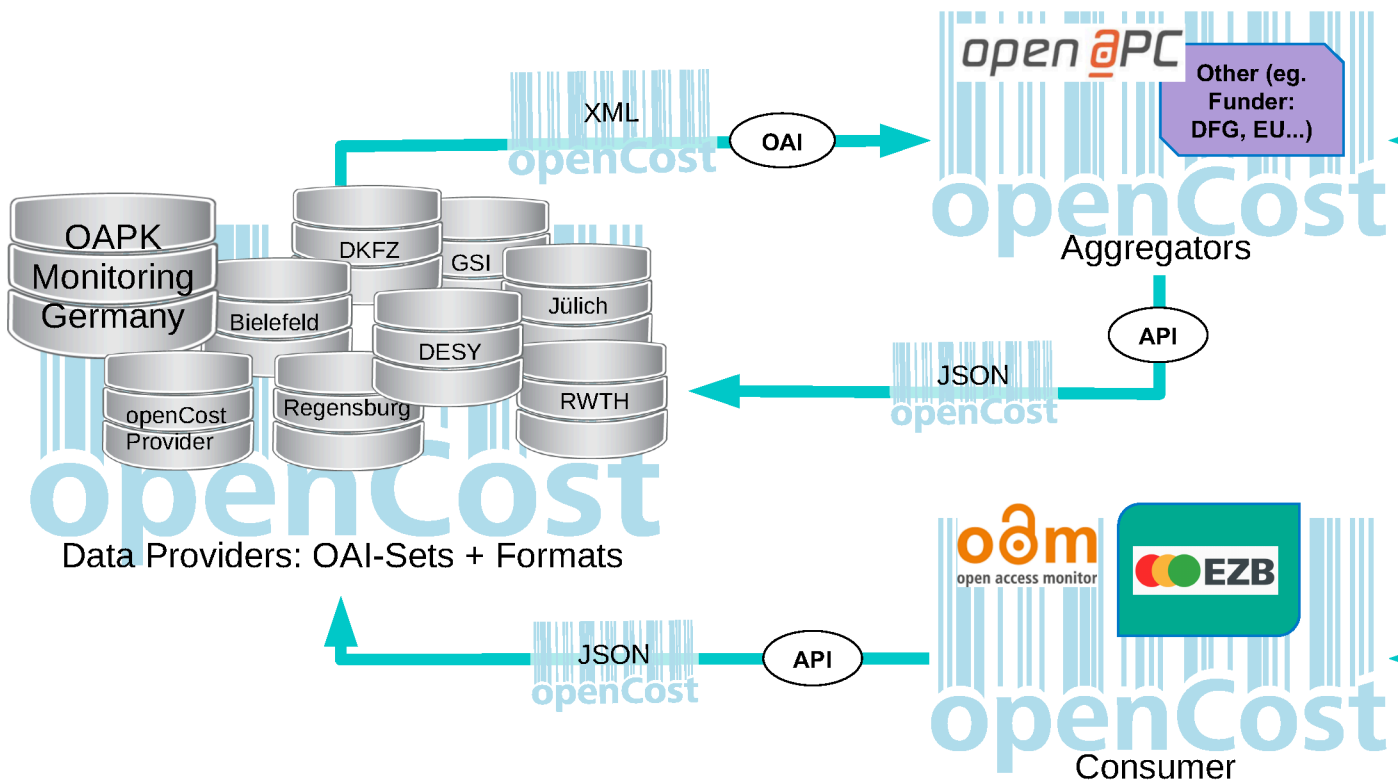 open aPC
Other (eg.
Funder:
DFG, EU...)
openCost
Aggregators
XML
openCost
OAI
OAPK
Monitoring
Germany
DKFZ
GSI
Bielefeld
Jülich
DESY
openCost
Provider
Regensburg
RWTH
openCost
Data Providers: OAI-Sets + Formats
API
JSON
openCost
oam
open access monitor
EZB
JSON
openCost
API
openCost
Consumer